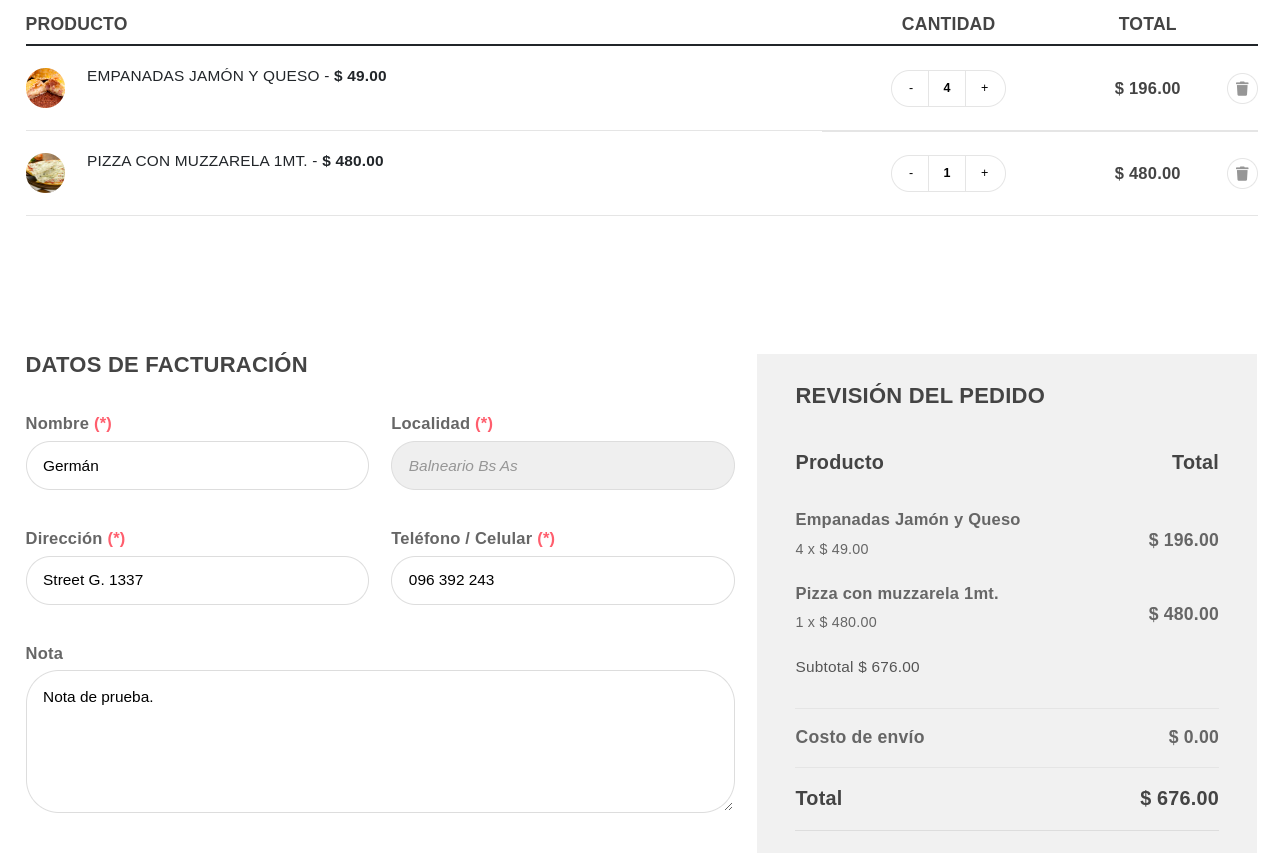 PRODUCTO CANTIDAD TOTAL
EMPANADAS JAMÓN Y QUESO - $ 49.00 - 4 + $ 196.00
PIZZA CON MUZZARELA 1MT. - $ 480.00 - 1 + $ 480.00
DATOS DE FACTURACIÓN
Nombre (*) Localidad (*)
Germán Balneario Bs As
Dirección (*) Teléfono / Celular (*)
Street G. 1337 096 392 243
Nota
Nota de prueba.
REVISIÓN DEL PEDIDO
Producto Total
Empanadas Jamón y Queso
4 x $ 49.00 $ 196.00
Pizza con muzzarela 1mt.
1 x $ 480.00 $ 480.00
Subtotal $ 676.00
Costo de envío $ 0.00
Total $ 676.00